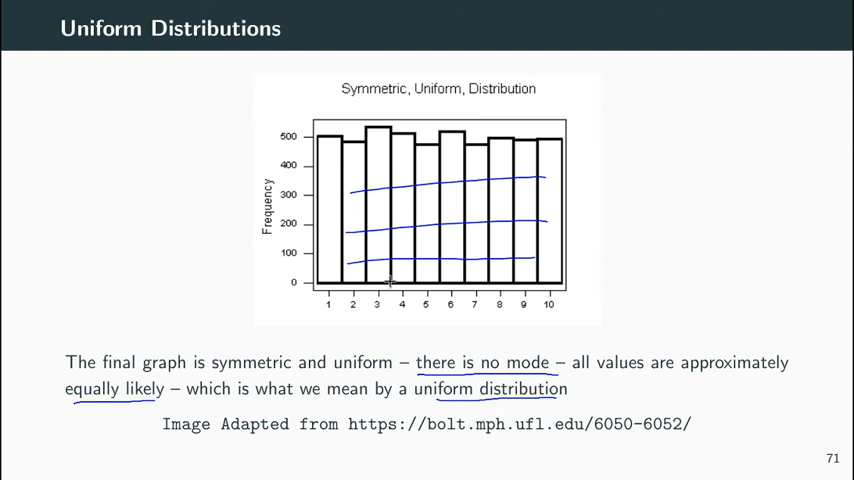 Uniform Distributions
Symmetric, Uniform, Distribution
500
400
300
200
100
0
Frequency
1 2 3 4 5 6 7 8 9 10
The final graph is symmetric and uniform – there is no mode – all values are approximately
equally likely – which is what we mean by a uniform distribution
Image Adapted from https://bolt.mph.ufl.edu/6050-6052/
71